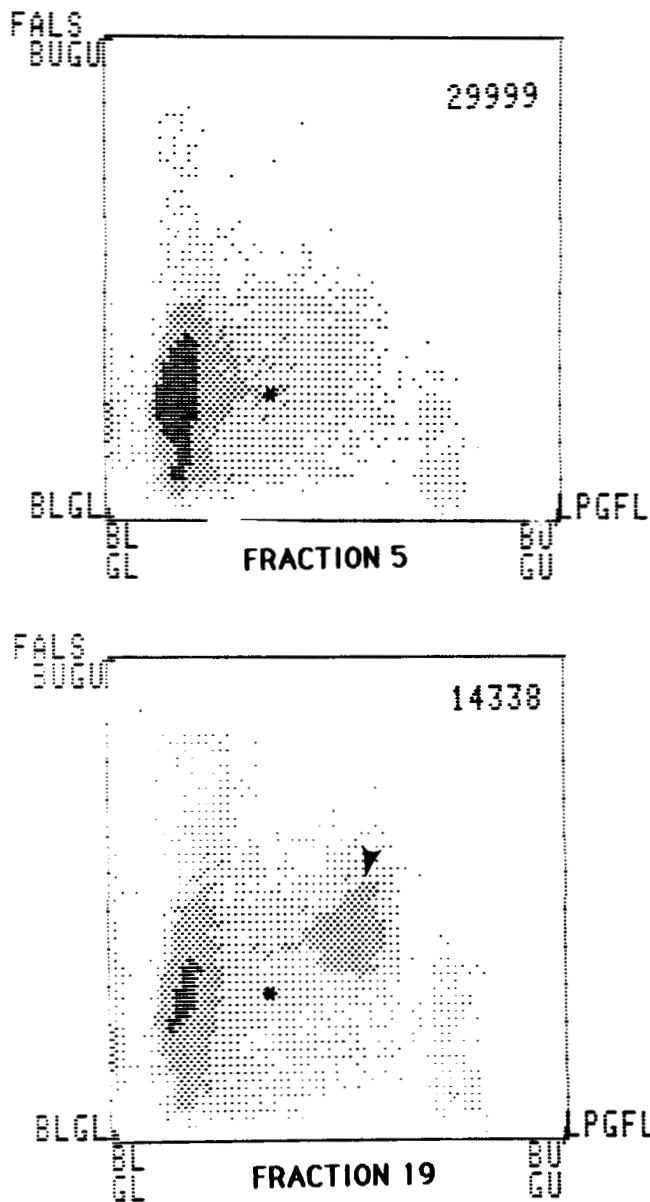 FALS
BUGU
29999
BLGL
LPGFL
BL
GL
BU
GU
FRACTION 5
FALS
BUGU
14338
BLGL
LPGFL
BL
GL
BU
GU
FRACTION 19